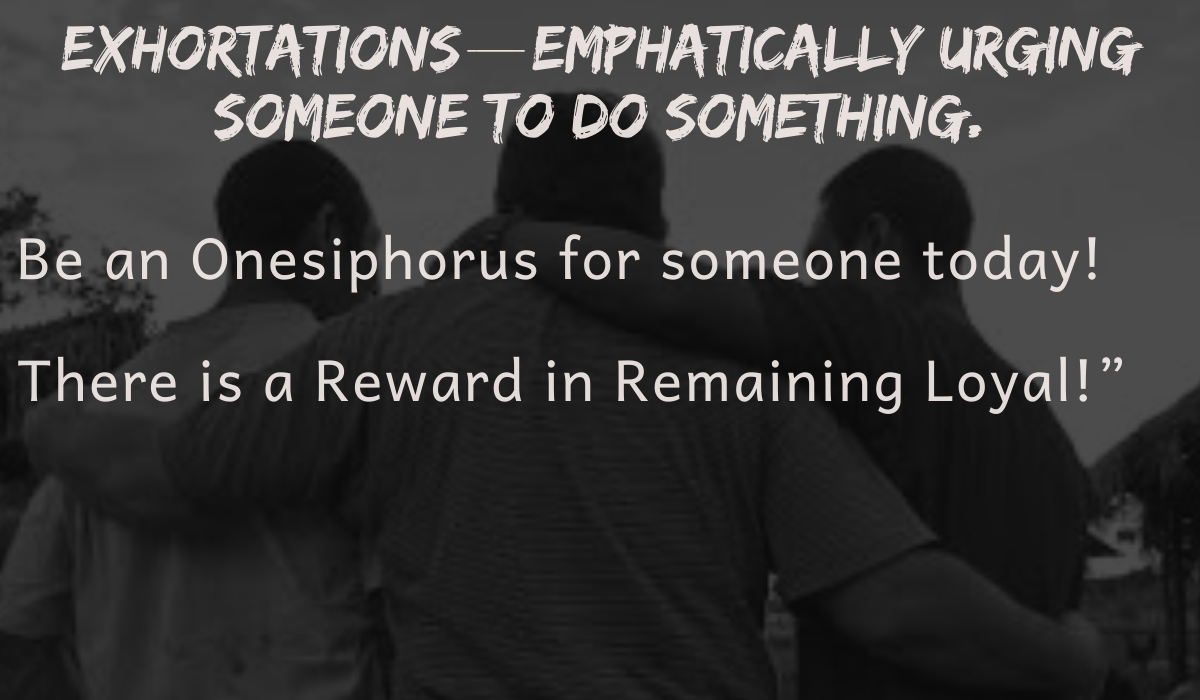 EXHORTATIONS—EMPHATICALLY URGING
SOMEONE TO DO SOMETHING.
Be an Onesiphorus for someone today!
There is a Reward in Remaining Loyal!”